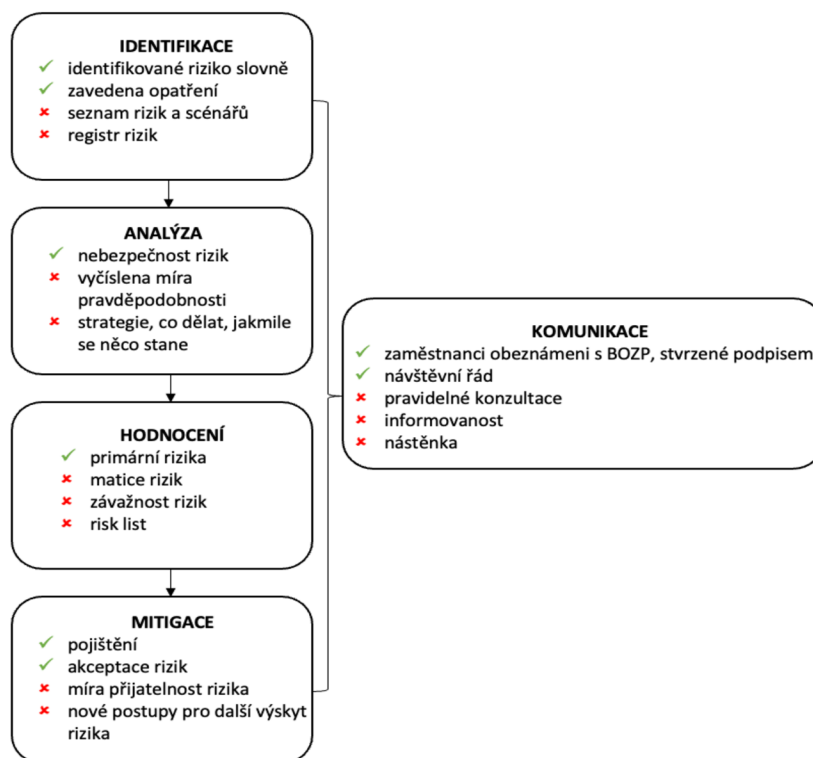 IDENTIFIKACE
✓ identifikované riziko slovně
✓ zavedena opatření
✘ seznam rizik a scénářů
✘ registr rizik
ANALÝZA
✓ nebezpečnost rizik
✘ vyčíslena míra
pravděpodobnosti
✘ strategie, co dělat, jakmile
se něco stane
HODNOCENÍ
✓ primární rizika
✘ matice rizik
✘ závažnost rizik
✘ risk list
MITIGACE
✓ pojištění
✓ akceptace rizik
✘ míra přijatelnost rizika
✘ nové postupy pro další výskyt
rizika
KOMUNIKACE
✓ zaměstnanci obeznámeni s BOZP, stvrzené podpisem
✓ návštěvní řád
✘ pravidelné konzultace
✘ informovanost
✘ nástěnka